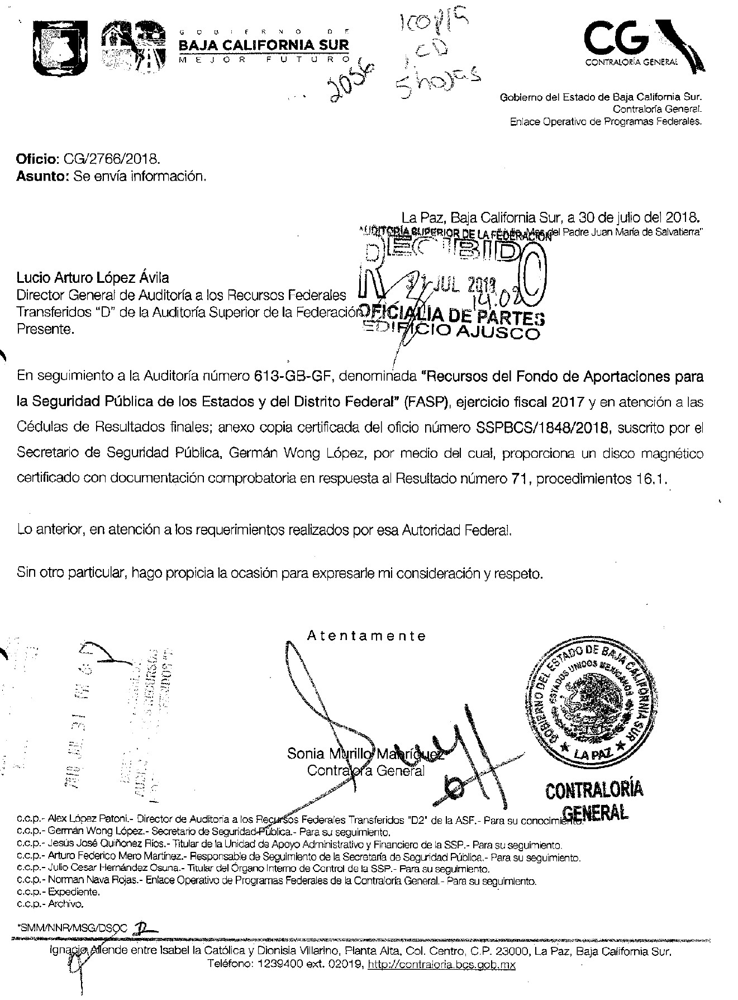 GOBIERNO DE
BAJA CALIFORNIA SUR
MEJOR FUTURO
1 copia
1 CD
5 hojas
2056
CG
CONTRALORÍA GENERAL
Gobierno del Estado de Baja California Sur.
Contraloría General.
Enlace Operativo de Programas Federales.
Oficio: CG/2766/2018.
Asunto: Se envía información.
La Paz, Baja California Sur, a 30 de julio del 2018.
del Padre Juan María de Salvatierra"
AUDITORÍA SUPERIOR DE LA FEDERACIÓN
RECIBIDO
31 JUL 2018
14:02
OFICIALIA DE PARTES
EDIFICIO AJUSCO
Lucio Arturo López Ávila
Director General de Auditoría a los Recursos Federales
Transferidos "D" de la Auditoría Superior de la Federación
Presente.
En seguimiento a la Auditoría número 613-GB-GF, denominada "Recursos del Fondo de Aportaciones para
la Seguridad Pública de los Estados y del Distrito Federal" (FASP), ejercicio fiscal 2017 y en atención a las
Cédulas de Resultados finales; anexo copia certificada del oficio número SSPBCS/1848/2018, suscrito por el
Secretario de Seguridad Pública, Germán Wong López, por medio del cual, proporciona un disco magnético
certificado con documentación comprobatoria en respuesta al Resultado número 71, procedimientos 16.1.
Lo anterior, en atención a los requerimientos realizados por esa Autoridad Federal.
Sin otro particular, hago propicia la ocasión para expresarle mi consideración y respeto.
Atentamente
Sonia Murillo Manríquez
Contralora General
GOBIERNO DEL ESTADO DE BAJA CALIFORNIA SUR
ESTADOS UNIDOS MEXICANOS
LA PAZ
CONTRALORÍA
GENERAL
c.c.p.- Alex López Patoni.- Director de Auditoría a los Recursos Federales Transferidos "D2" de la ASF.- Para su conocimiento.
c.c.p.- Germán Wong López.- Secretario de Seguridad Pública.- Para su seguimiento.
c.c.p.- Jesús José Quiñonez Ríos.- Titular de la Unidad de Apoyo Administrativo y Financiero de la SSP.- Para su seguimiento.
c.c.p.- Arturo Federico Mero Martínez.- Responsable de Seguimiento de la Secretaría de Seguridad Pública.- Para su seguimiento.
c.c.p.- Julio Cesar Hernández Osuna.- Titular del Órgano Interno de Control de la SSP.- Para su seguimiento.
c.c.p.- Norman Nava Rojas.- Enlace Operativo de Programas Federales de la Contraloría General.- Para su seguimiento.
c.c.p.- Expediente.
c.c.p.- Archivo.
*SMM/NNR/MSG/DSOC
Ignacio Allende entre Isabel la Católica y Dionisia Villarino, Planta Alta, Col. Centro, C.P. 23000, La Paz, Baja California Sur.
Teléfono: 1239400 ext. 02019, http://contraloria.bcs.gob.mx